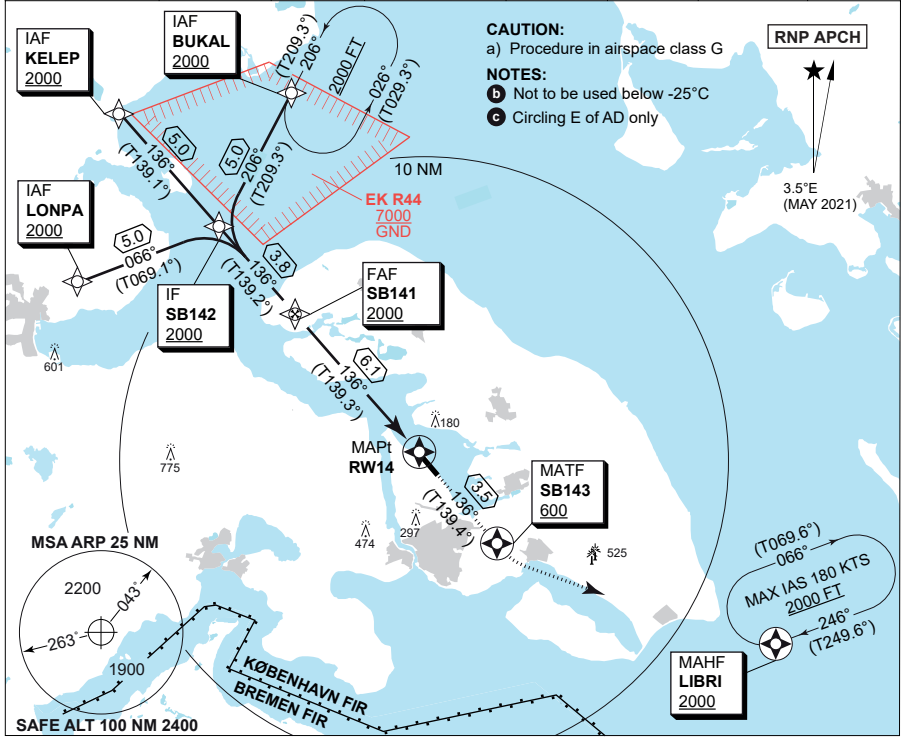 IAF
KELEP
2000
IAF
BUKAL
2000
(T209.3°)
206°
2000 FT
026°
(T029.3°)
CAUTION:
a) Procedure in airspace class G
NOTES:
b Not to be used below -25°C
c Circling E of AD only
RNP APCH
3.5°E
(MAY 2021)
10 NM
5.0
136°
(T139.1°)
5.0
206°
(T209.3°)
EK R44
7000
GND
IAF
LONPA
2000
5.0
066°
(T069.1°)
3.8
136°
(T139.2°)
IF
SB142
2000
FAF
SB141
2000
601
6.1
136°
(T139.3°)
180
775
MAPt
RW14
3.5
136°
(T139.4°)
MATF
SB143
600
474
297
525
MSA ARP 25 NM
2200
043°
263°
1900
SAFE ALT 100 NM 2400
KØBENHAVN FIR
BREMEN FIR
(T069.6°)
066°
MAX IAS 180 KTS
2000 FT
246°
(T249.6°)
MAHF
LIBRI
2000